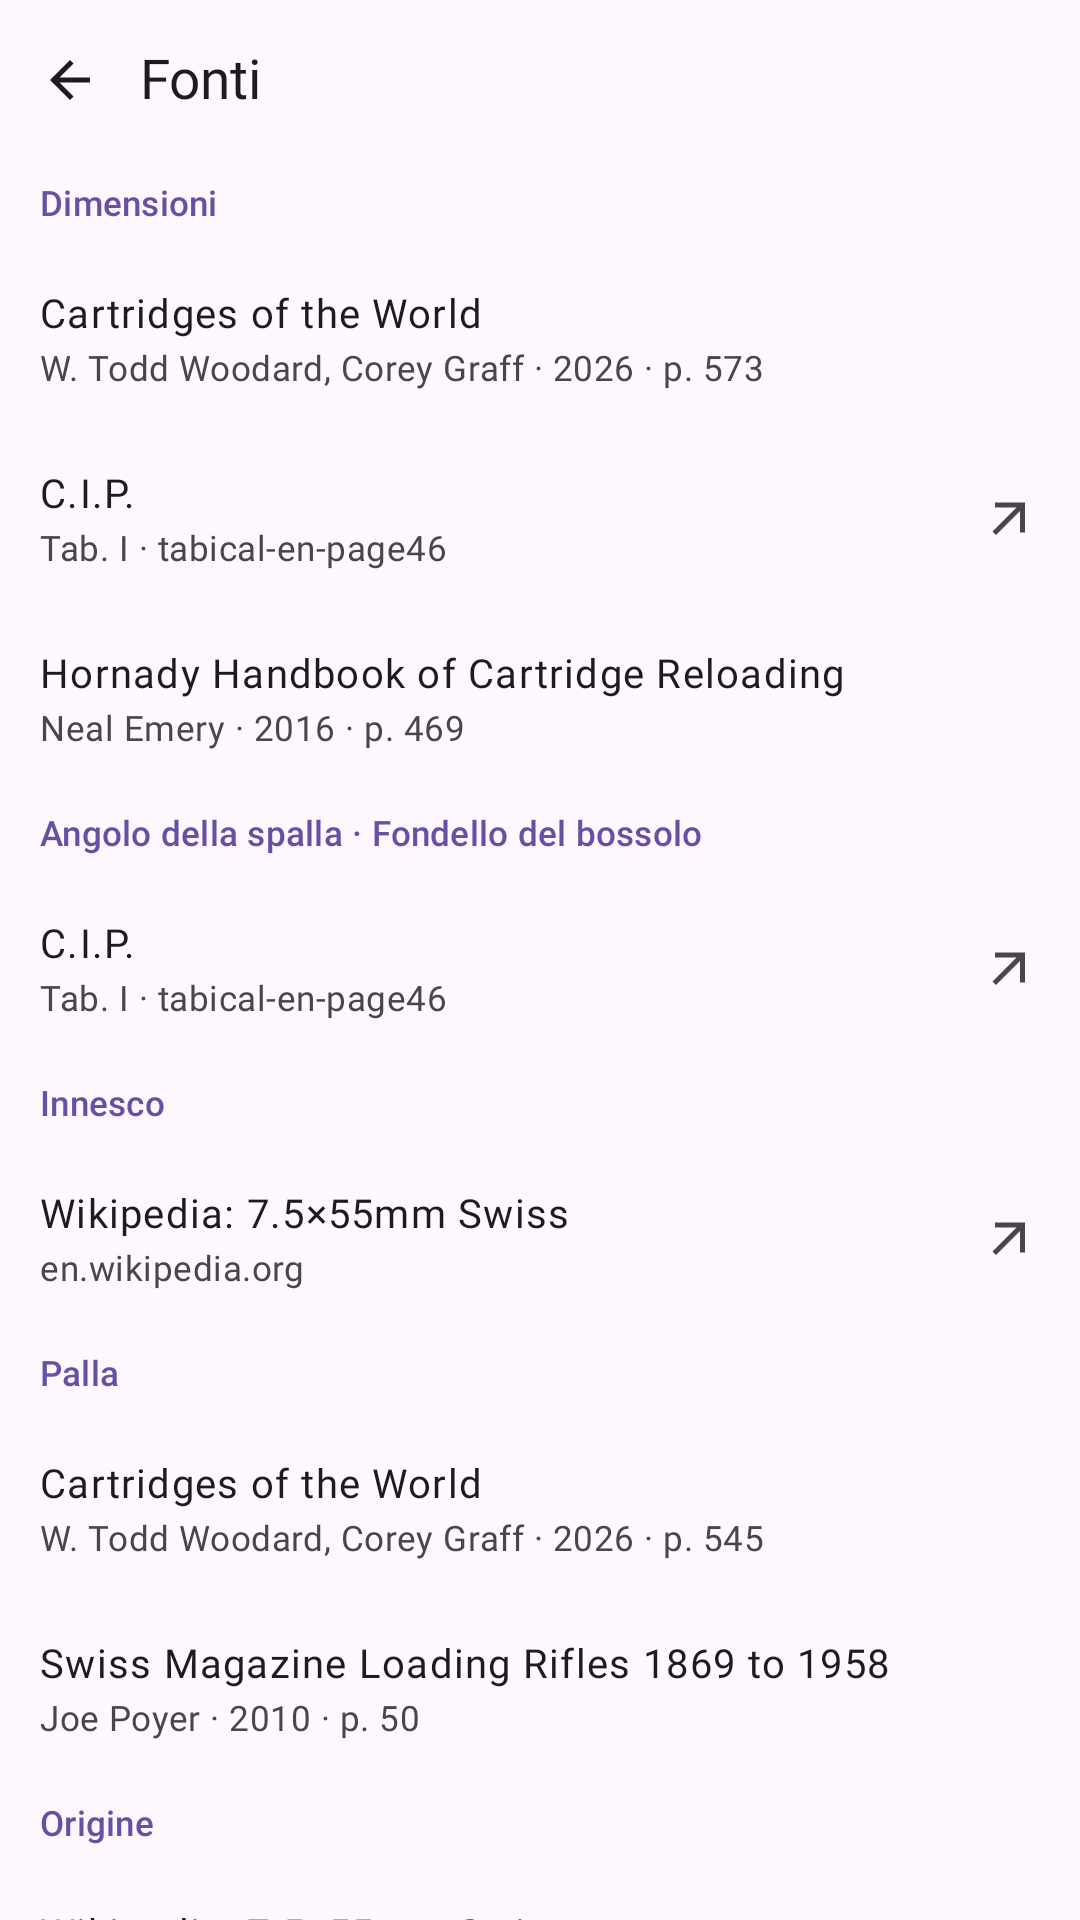 Fonti
Dimensioni
Cartridges of the World
W. Todd Woodard, Corey Graff · 2026 · p. 573
C.I.P.
Tab. I · tabical-en-page46
Hornady Handbook of Cartridge Reloading
Neal Emery · 2016 · p. 469
Angolo della spalla · Fondello del bossolo
C.I.P.
Tab. I · tabical-en-page46
Innesco
Wikipedia: 7.5×55mm Swiss
en.wikipedia.org
Palla
Cartridges of the World
W. Todd Woodard, Corey Graff · 2026 · p. 545
Swiss Magazine Loading Rifles 1869 to 1958
Joe Poyer · 2010 · p. 50
Origine